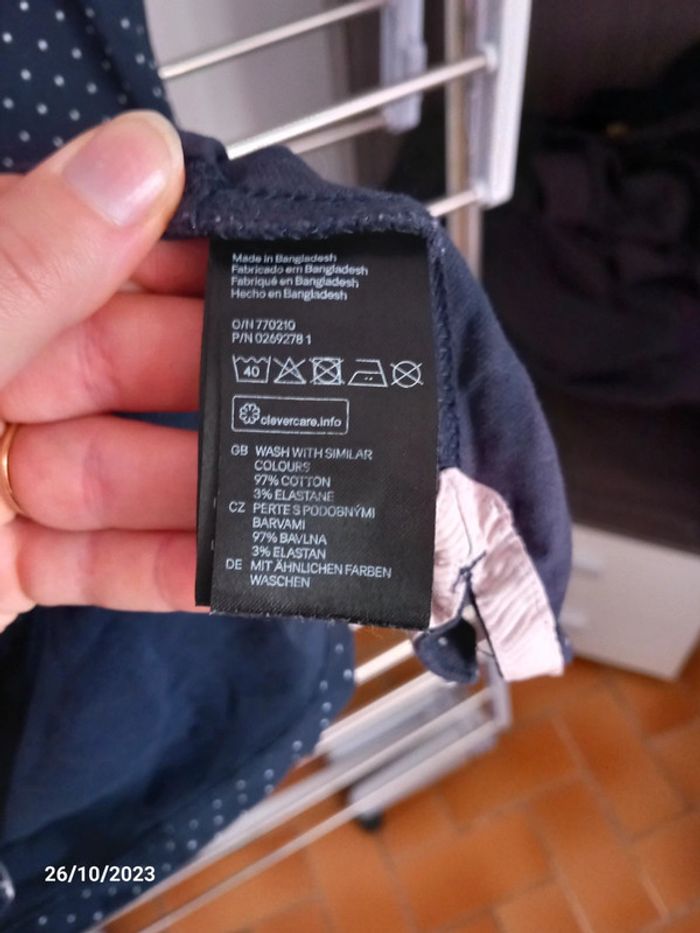 Made in Bangladesh
Fabricado em Bangladesh
Fabriqué en Bangladesh
Hecho en Bangladesh
O/N 770210
P/N 0269278 1
40
clevercare.info
GB WASH WITH SIMILAR
COLOURS
97% COTTON
3% ELASTANE
CZ PERTE S PODOBNÝMI
BARVAMI
97% BAVLNA
3% ELASTAN
DE MIT ÄHNLICHEN FARBEN
WASCHEN
26/10/2023